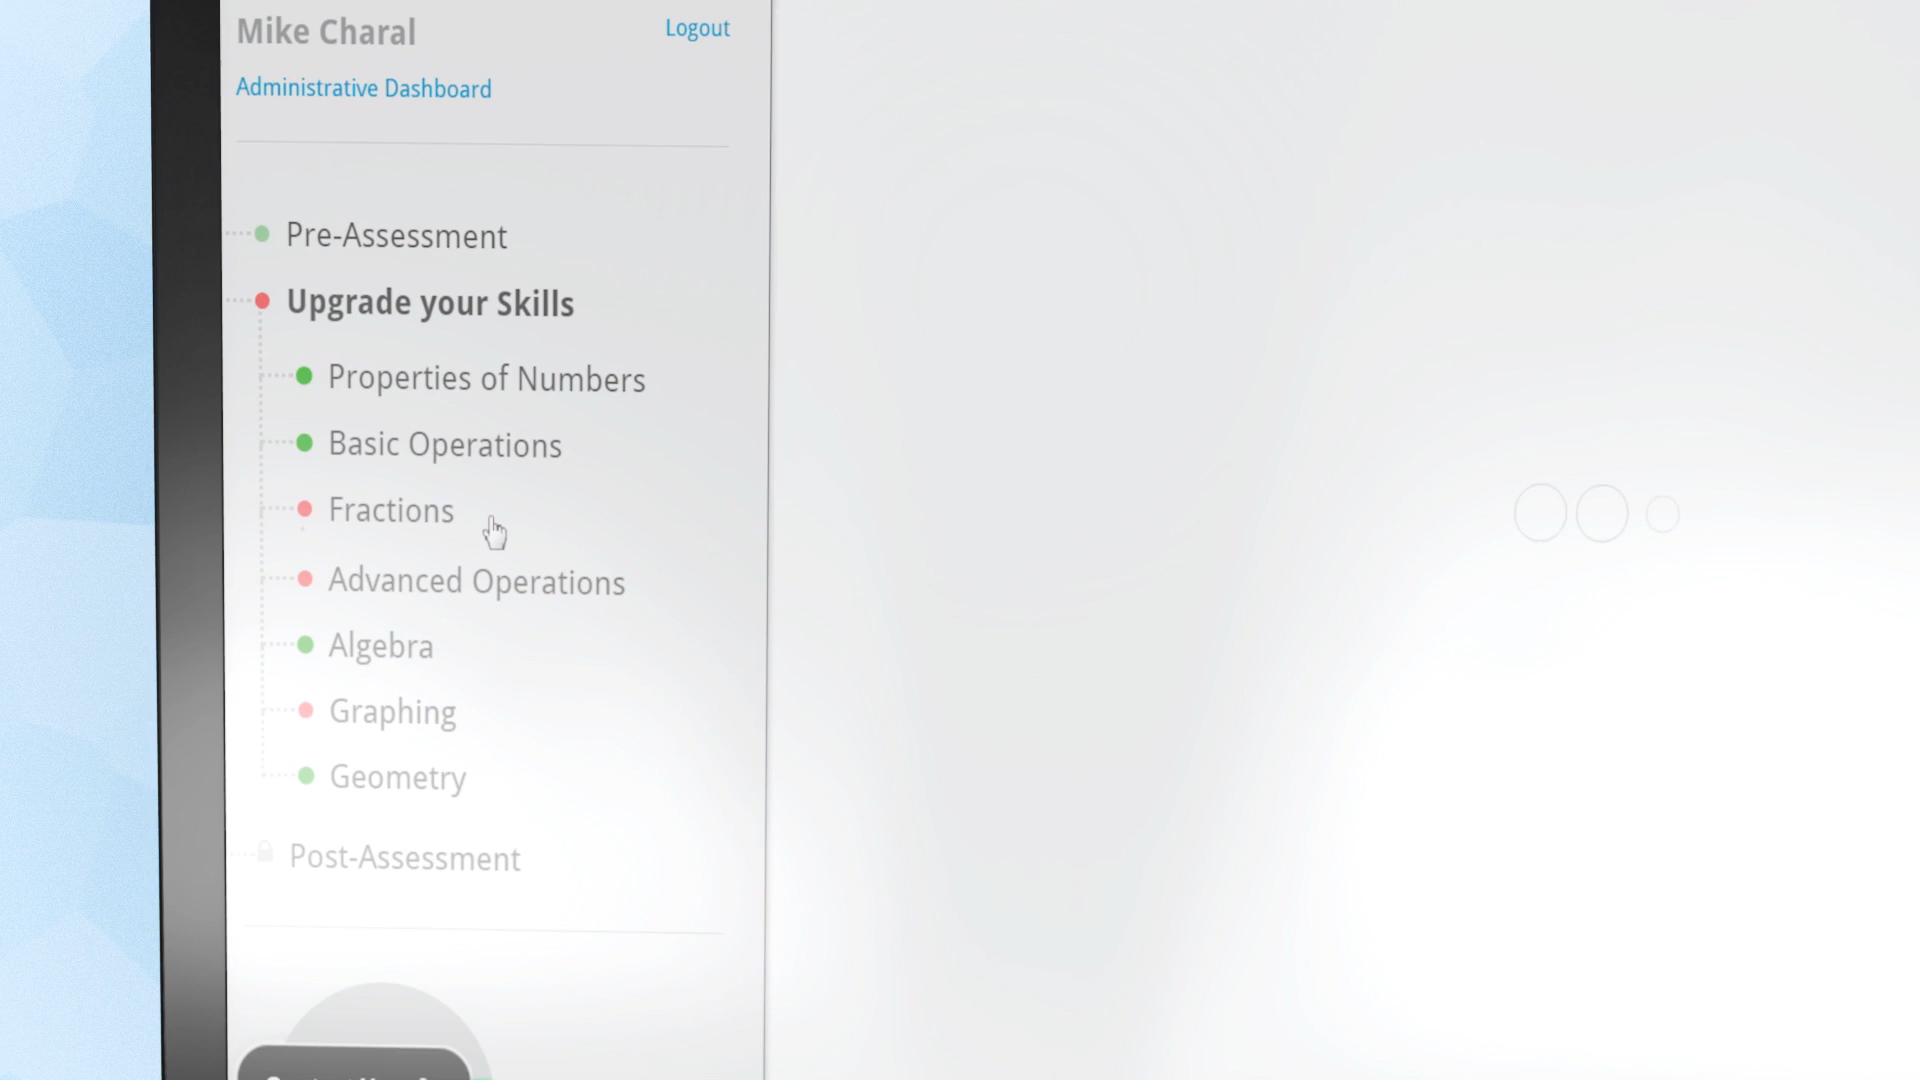 Mike Charal
Logout
Administrative Dashboard
Pre-Assessment
Upgrade your Skills
Properties of Numbers
Basic Operations
Fractions
Advanced Operations
Algebra
Graphing
Geometry
Post-Assessment